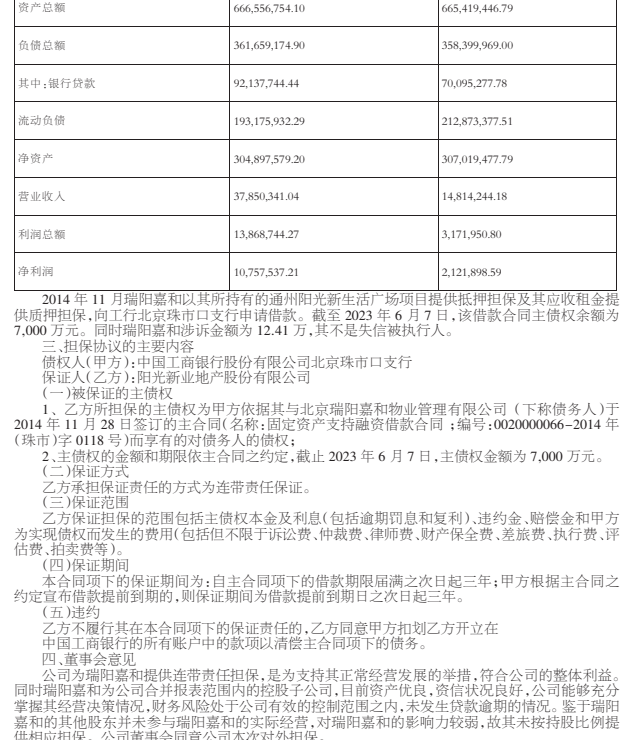 资产总额 666,556,754.10 665,419,446.79
负债总额 361,659,174.90 358,399,969.00
其中:银行贷款 92,137,744.44 70,095,277.78
流动负债 193,175,932.29 212,873,377.51
净资产 304,897,579.20 307,019,477.79
营业收入 37,850,341.04 14,814,244.18
利润总额 13,868,744.27 3,171,950.80
净利润 10,757,537.21 2,121,898.59
2014 年 11 月瑞阳嘉和以其所持有的通州阳光新生活广场项目提供抵押担保及其应收租金提
供质押担保,向工行北京珠市口支行申请借款。截至 2023 年 6 月 7 日,该借款合同主债权余额为
7,000 万元。同时瑞阳嘉和涉诉金额为 12.41 万,其不是失信被执行人。
三、担保协议的主要内容
债权人(甲方):中国工商银行股份有限公司北京珠市口支行
保证人(乙方):阳光新业地产股份有限公司
(一)被保证的主债权
1、乙方所担保的主债权为甲方依据其与北京瑞阳嘉和物业管理有限公司 (下称债务人)于
2014 年 11 月 28 日签订的主合同(名称:固定资产支持融资借款合同 ;编号:0020000066-2014 年
(珠市)字 0118 号)而享有的对债务人的债权;
2、主债权的金额和期限依主合同之约定,截止 2023 年 6 月 7 日,主债权金额为 7,000 万元。
(二)保证方式
乙方承担保证责任的方式为连带责任保证。
(三)保证范围
乙方保证担保的范围包括主债权本金及利息(包括逾期罚息和复利)、违约金、赔偿金和甲方
为实现债权而发生的费用(包括但不限于诉讼费、仲裁费、律师费、财产保全费、差旅费、执行费、评
估费、拍卖费等)。
(四)保证期间
本合同项下的保证期间为:自主合同项下的借款期限届满之次日起三年;甲方根据主合同之
约定宣布借款提前到期的,则保证期间为借款提前到期日之次日起三年。
(五)违约
乙方不履行其在本合同项下的保证责任的,乙方同意甲方扣划乙方开立在
中国工商银行的所有账户中的款项以清偿主合同项下的债务。
四、董事会意见
公司为瑞阳嘉和提供连带责任担保,是为支持其正常经营发展的举措,符合公司的整体利益。
同时瑞阳嘉和为公司合并报表范围内的控股子公司,目前资产优良,资信状况良好,公司能够充分
掌握其经营决策情况,财务风险处于公司有效的控制范围之内,未发生贷款逾期的情况。鉴于瑞阳
嘉和的其他股东并未参与瑞阳嘉和的实际经营,对瑞阳嘉和的影响力较弱,故其未按持股比例提
供相应担保。公司董事会同意公司本次对外担保。